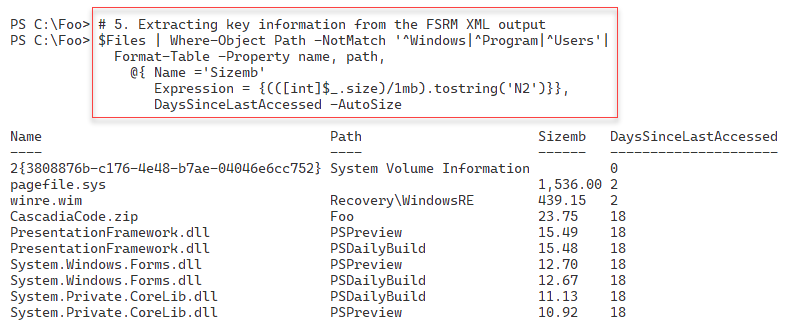 PS C:\Foo> # 5. Extracting key information from the FSRM XML output
PS C:\Foo> $Files | Where-Object Path -NotMatch '^Windows|^Program|^Users'|
Format-Table -Property name, path,
@{ Name ='Sizemb'
Expression = {(([int]$_.size)/1mb).tostring('N2')}},
DaysSinceLastAccessed -AutoSize
Name Path Sizemb DaysSinceLastAccessed
---- ---- ------ ---------------------
2{3808876b-c176-4e48-b7ae-04046e6cc752} System Volume Information 0
pagefile.sys 1,536.00 2
winre.wim Recovery\WindowsRE 439.15 2
CascadiaCode.zip Foo 23.75 18
PresentationFramework.dll PSPreview 15.49 18
PresentationFramework.dll PSDailyBuild 15.48 18
System.Windows.Forms.dll PSPreview 12.70 18
System.Windows.Forms.dll PSDailyBuild 12.67 18
System.Private.CoreLib.dll PSDailyBuild 11.13 18
System.Private.CoreLib.dll PSPreview 10.92 18